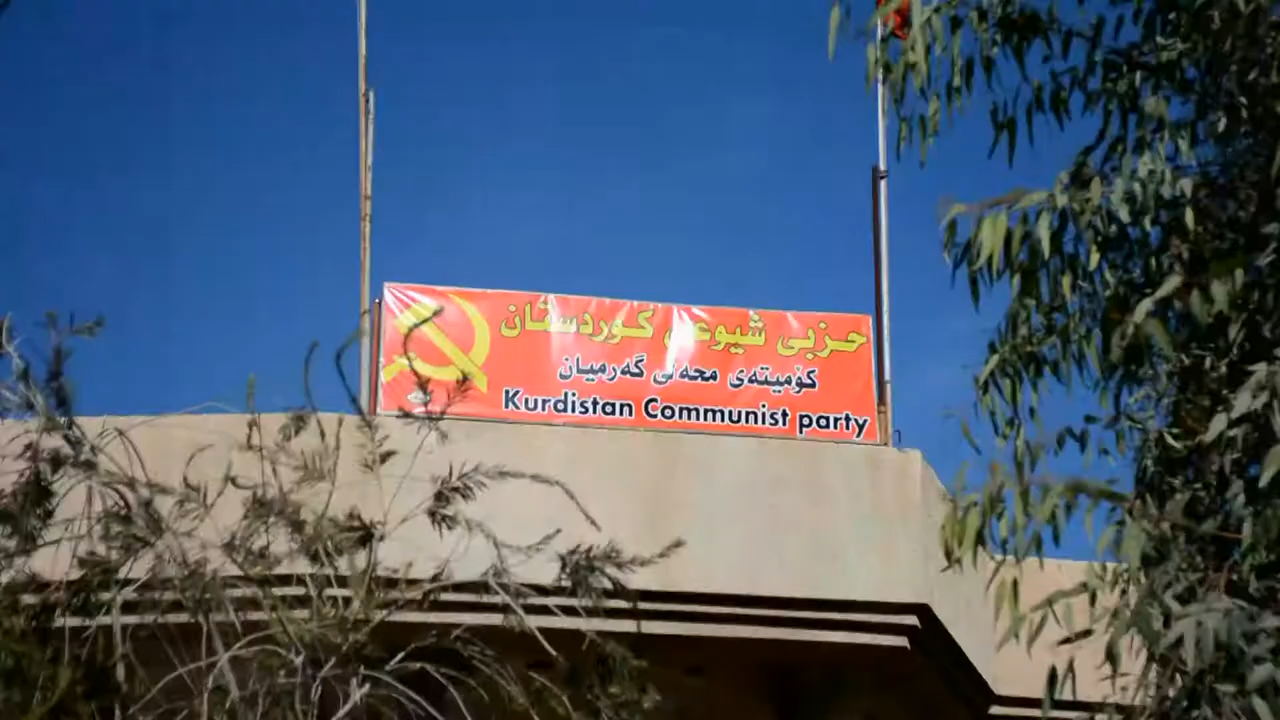 حزبی شیوعی کوردستان
کۆمیتەی محەلی گەرمیان
Kurdistan Communist party